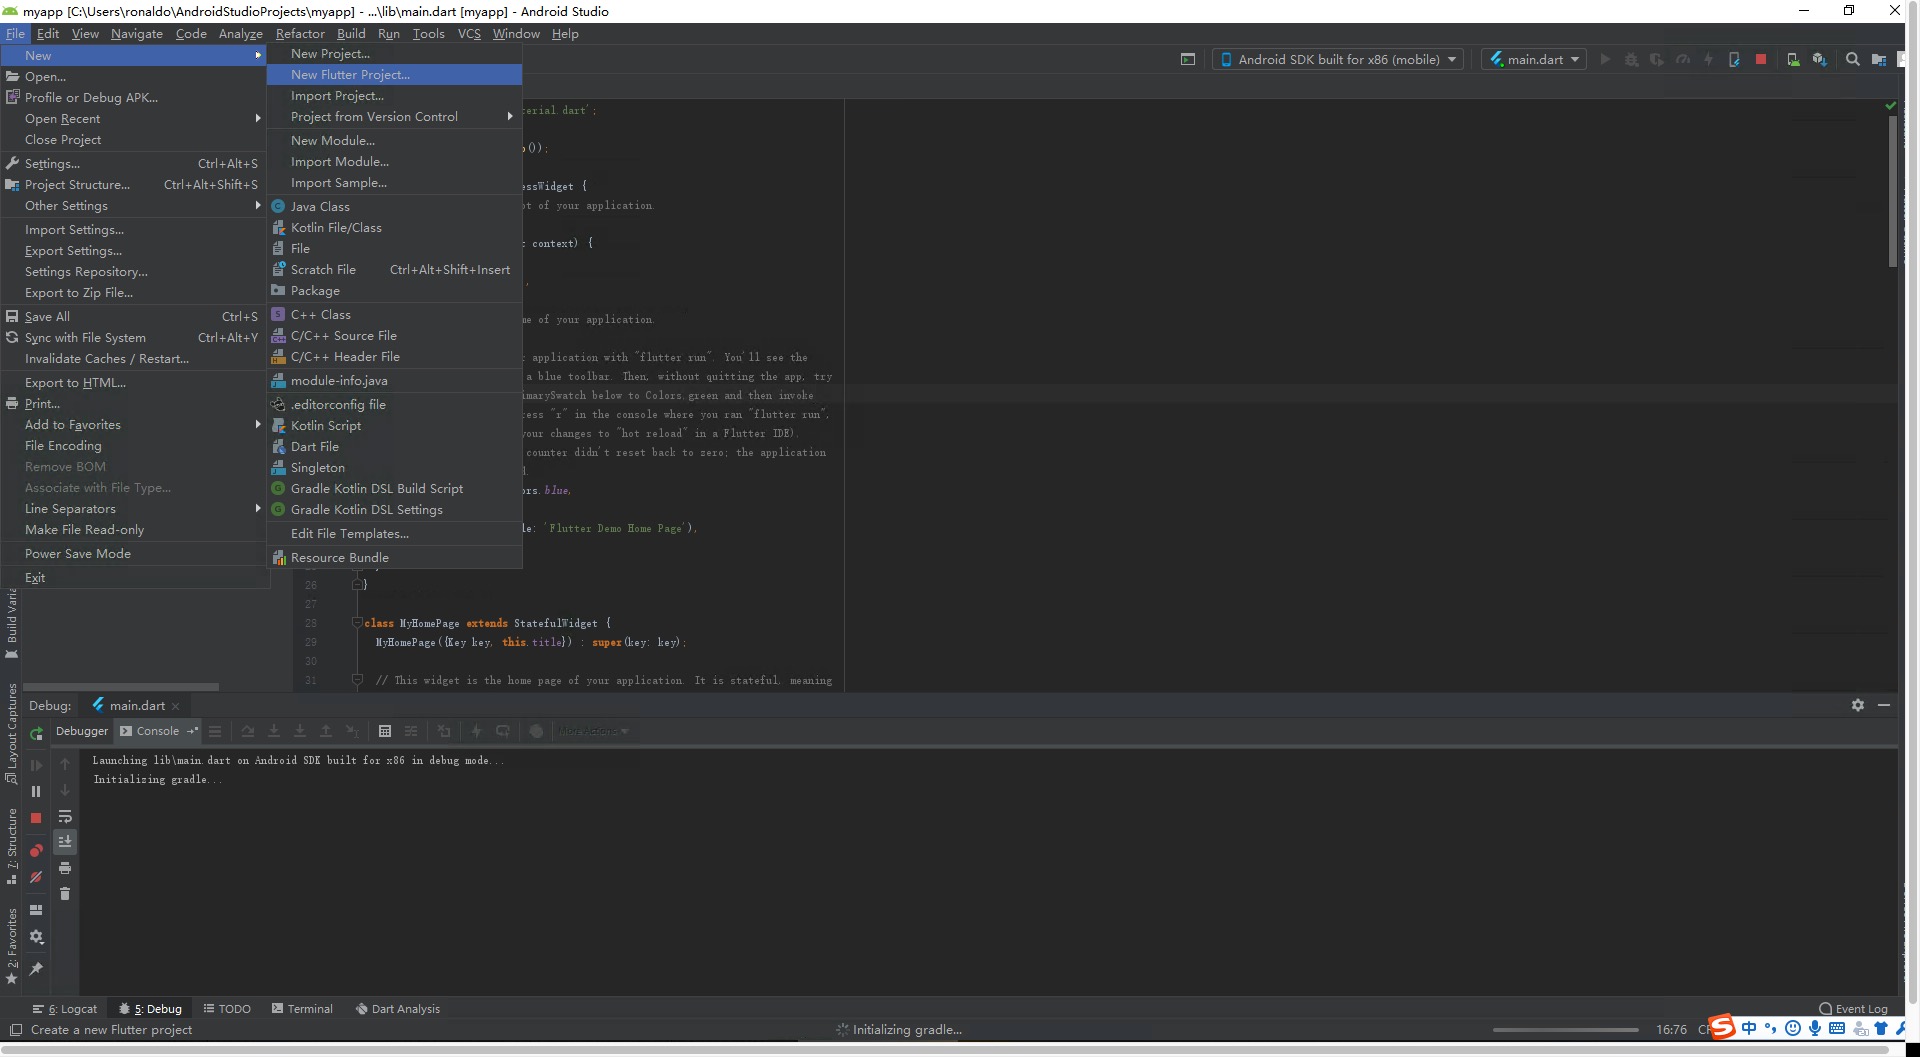 myapp [C:\Users\ronaldo\AndroidStudioProjects\myapp] - ...\lib\main.dart [myapp] - Android Studio
File Edit View Navigate Code Analyze Refactor Build Run Tools VCS Window Help
Android SDK built for x86 (mobile) main.dart
New
Open...
Profile or Debug APK...
Open Recent
Close Project
Settings... Ctrl+Alt+S
Project Structure... Ctrl+Alt+Shift+S
Other Settings
Import Settings...
Export Settings...
Settings Repository...
Export to Zip File...
Save All Ctrl+S
Sync with File System Ctrl+Alt+Y
Invalidate Caches / Restart...
Export to HTML...
Print...
Add to Favorites
File Encoding
Remove BOM
Associate with File Type...
Line Separators
Make File Read-only
Power Save Mode
Exit
New Project...
New Flutter Project...
Import Project...
Project from Version Control
New Module...
Import Module...
Import Sample...
Java Class
Kotlin File/Class
File
Scratch File Ctrl+Alt+Shift+Insert
Package
C++ Class
C/C++ Source File
C/C++ Header File
module-info.java
.editorconfig file
Kotlin Script
Dart File
Singleton
Gradle Kotlin DSL Build Script
Gradle Kotlin DSL Settings
Edit File Templates...
Resource Bundle
erial.dart';
());
essWidget {
ot of your application.
context) {
me of your application.
application with "flutter run". You'll see the
a blue toolbar. Then, without quitting the app, try
imarySwatch below to Colors.green and then invoke
ess "r" in the console where you ran "flutter run",
your changes to "hot reload" in a Flutter IDE).
counter didn't reset back to zero; the application
rs.blue,
le: 'Flutter Demo Home Page'),
26 }
27
28 class MyHomePage extends StatefulWidget {
29 MyHomePage({Key key, this.title}) : super(key: key);
30
31 // This widget is the home page of your application. It is stateful, meaning
Build Varia
Layout Captures
7: Structure
2: Favorites
Debug: main.dart
Debugger Console More Actions
Launching lib\main.dart on Android SDK built for x86 in debug mode...
Initializing gradle...
6: Logcat 5: Debug TODO Terminal Dart Analysis Event Log
Create a new Flutter project Initializing gradle... 16:76 中